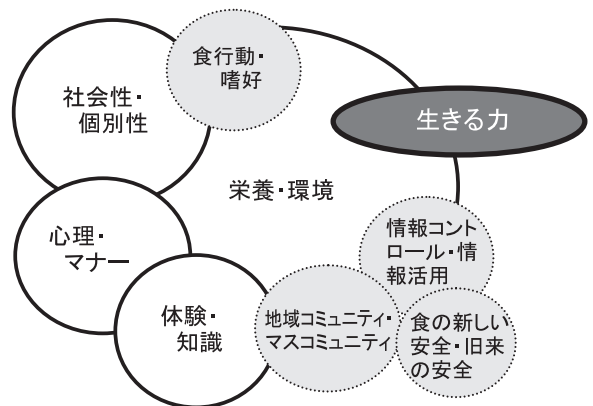 食行動・
嗜好
社会性・
個別性
生きる力
栄養・環境
心理・
マナー
情報コント
ロール・情
報活用
体験・
知識
地域コミュニティ・
マスコミュニティ
食の新しい
安全・旧来
の安全